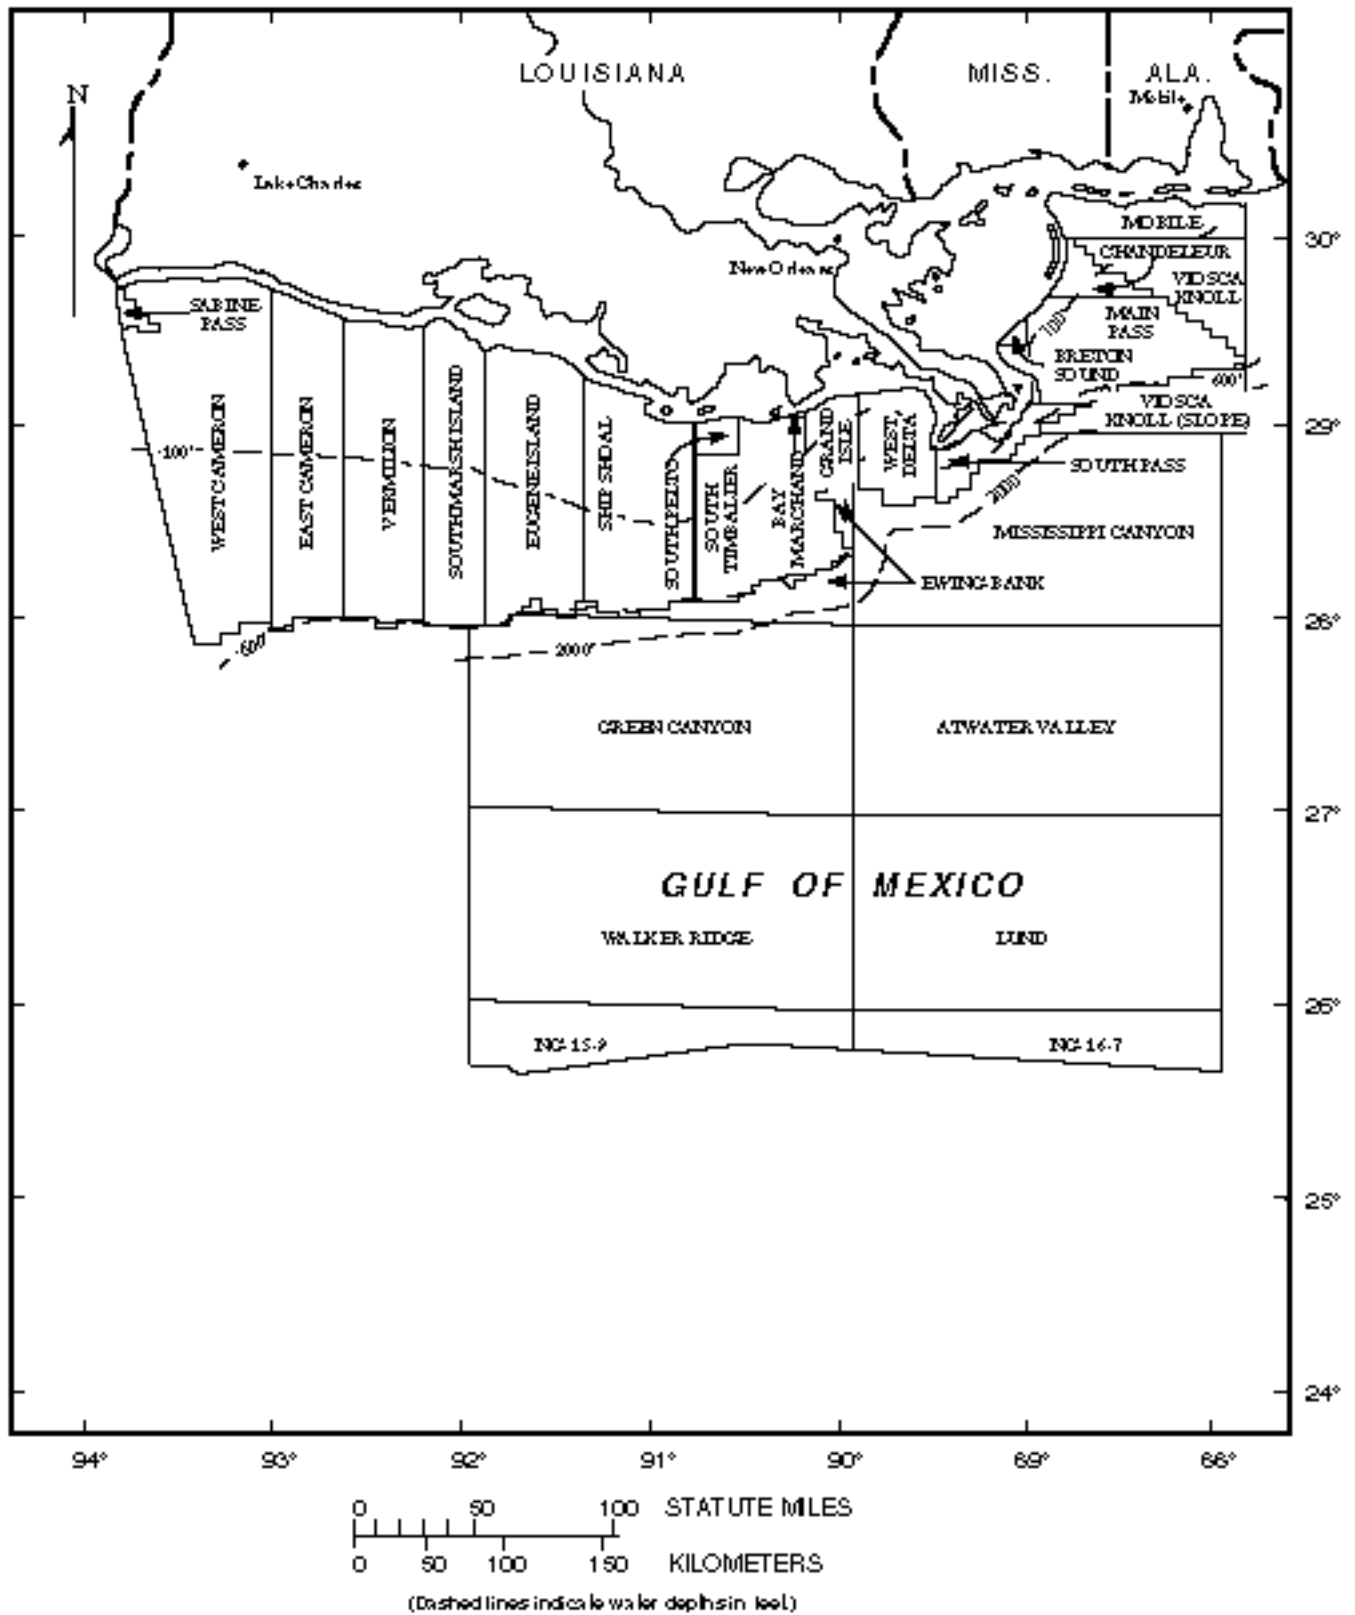 LOUISIANA
MISS.
ALA.
Mobile
N
Lake Charles
New Orleans
MOBILE
30°
CHANDELEUR
VIOSCA
KNOLL
SABINE
PASS
MAIN
PASS
100'
BRETON
SOUND
600'
VIOSCA
KNOLL (SLOPE)
29°
100'
WEST CAMERON
EAST CAMERON
VERMILION
SOUTH MARSH ISLAND
EUGENE ISLAND
SHIP SHOAL
SOUTH PELTO
SOUTH
TIMBALIER
BAY
MARCHAND
GRAND
ISLE
WEST
DELTA
SOUTH PASS
2000'
MISSISSIPPI CANYON
EWING BANK
26°
600'
2000'
GREEN CANYON
ATWATER VALLEY
27°
GULF OF MEXICO
WALKER RIDGE
LUND
26°
NG-15-9
NG-16-7
25°
24°
94°
93°
92°
91°
90°
69°
66°
0 50 100 STATUTE MILES
0 50 100 150 KILOMETERS
(Dashed lines indicate water depths in feet.)